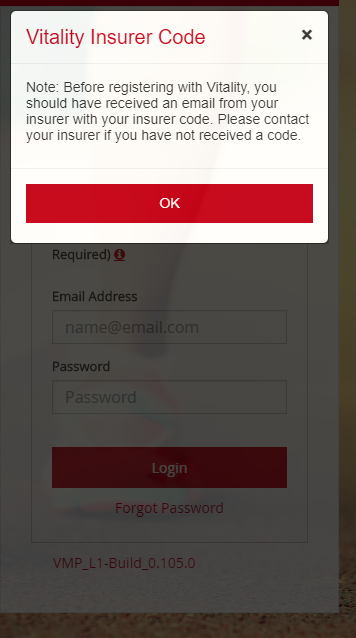 Vitality Insurer Code ×
Note: Before registering with Vitality, you
should have received an email from your
insurer with your insurer code. Please contact
your insurer if you have not received a code.
OK
Required)
Email Address
name@email.com
Password
Password
Login
Forgot Password
VMP_L1-Build_0.105.0